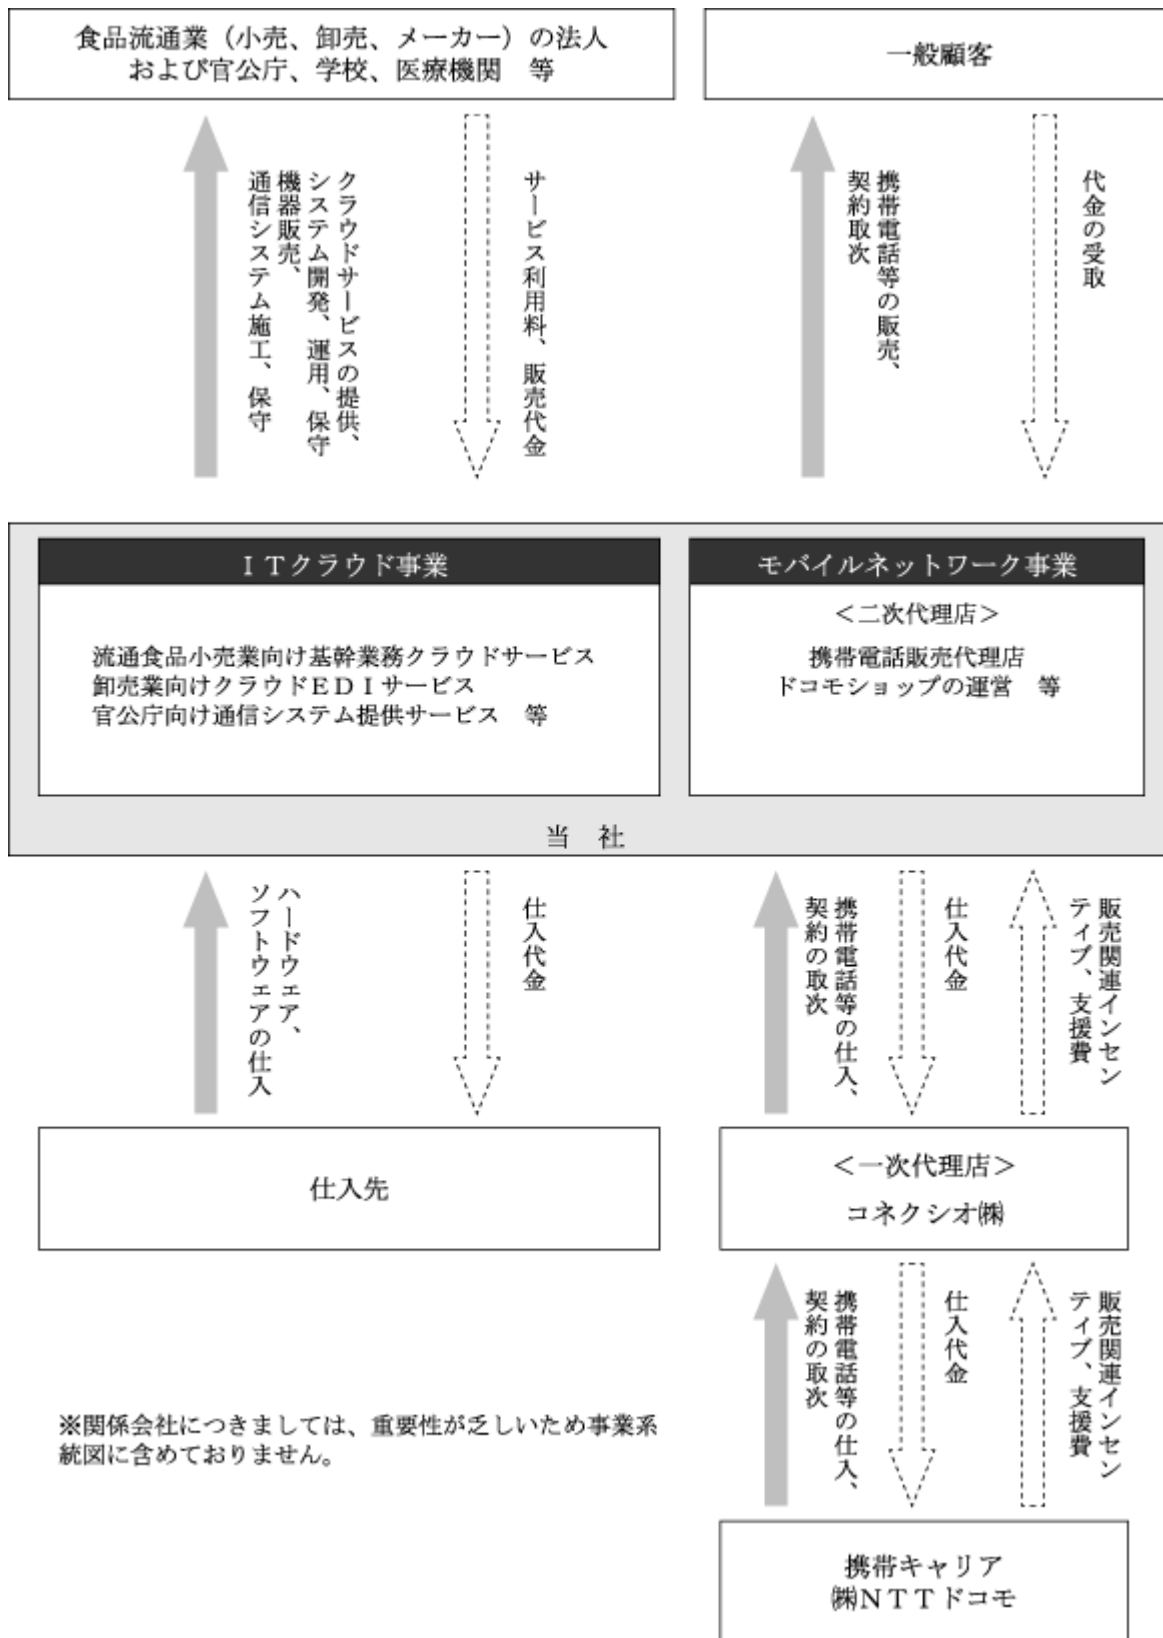 食品流通業（小売、卸売、メーカー）の法人
および官公庁、学校、医療機関　等
一般顧客
クラウドサービスの提供、
システム開発、運用、保守
機器販売、
通信システム施工、保守
サービス利用料、販売代金
携帯電話等の販売、
契約取次
代金の受取
ＩＴクラウド事業
流通食品小売業向け基幹業務クラウドサービス
卸売業向けクラウドＥＤＩサービス
官公庁向け通信システム提供サービス　等
モバイルネットワーク事業
＜二次代理店＞
携帯電話販売代理店
ドコモショップの運営　等
当　社
ハードウェア、
ソフトウェアの仕入
仕入代金
携帯電話等の仕入、
契約の取次
仕入代金
販売関連インセン
ティブ、支援費
仕入先
＜一次代理店＞
コネクシオ㈱
携帯電話等の仕入、
契約の取次
仕入代金
販売関連インセン
ティブ、支援費
※関係会社につきましては、重要性が乏しいため事業系
統図に含めておりません。
携帯キャリア
㈱ＮＴＴドコモ